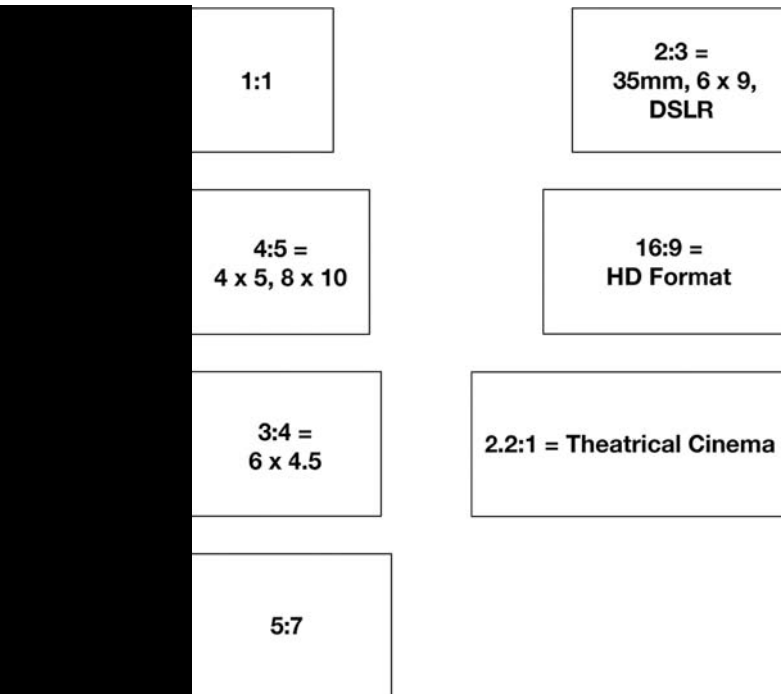 1:1
2:3 =
35mm, 6 x 9,
DSLR
4:5 =
4 x 5, 8 x 10
16:9 =
HD Format
3:4 =
6 x 4.5
2.2:1 = Theatrical Cinema
5:7